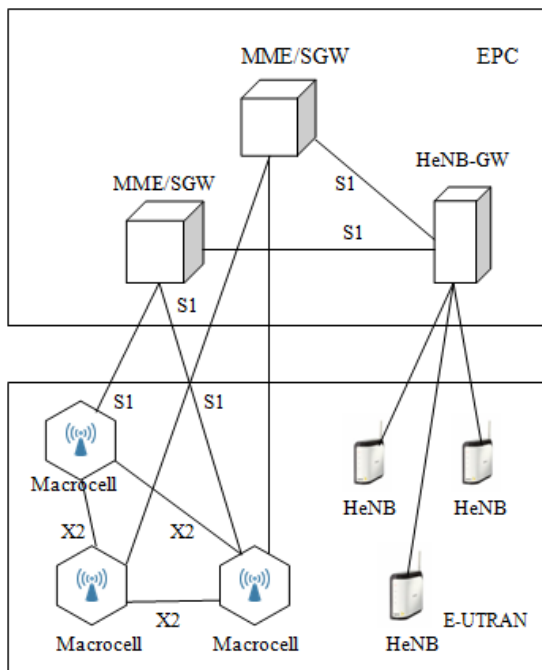 MME/SGW
EPC
HeNB-GW
MME/SGW
S1
S1
S1
S1
S1
Macrocell
HeNB
HeNB
X2
X2
X2
Macrocell
Macrocell
E-UTRAN
HeNB